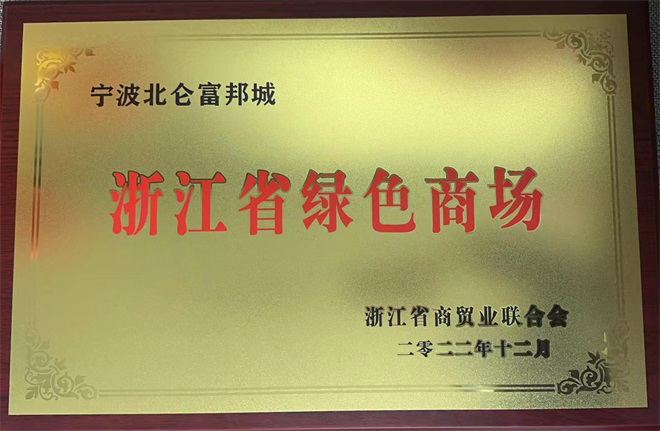 宁波北仑富邦城
浙江省绿色商场
浙江省商贸业联合会
二零二二年十二月